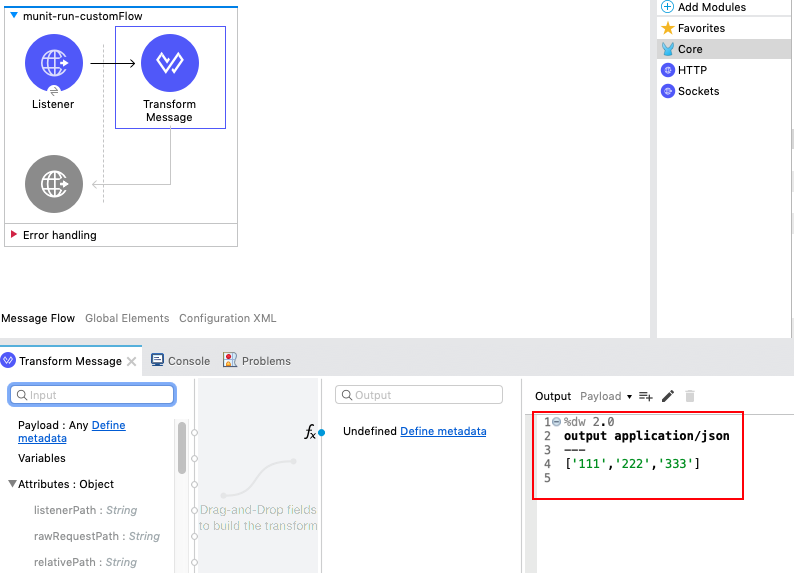 munit-run-customFlow
Listener
Transform
Message
Error handling
Add Modules
Favorites
Core
HTTP
Sockets
Message Flow Global Elements Configuration XML
Transform Message Console Problems
Input
Payload : Any Define
metadata
Variables
Attributes : Object
listenerPath : String
rawRequestPath : String
relativePath : String
Drag-and-Drop fields
to build the transform
fx
Output
Undefined Define metadata
Output Payload
1 %dw 2.0
2 output application/json
3 ---
4 ['111','222','333']
5